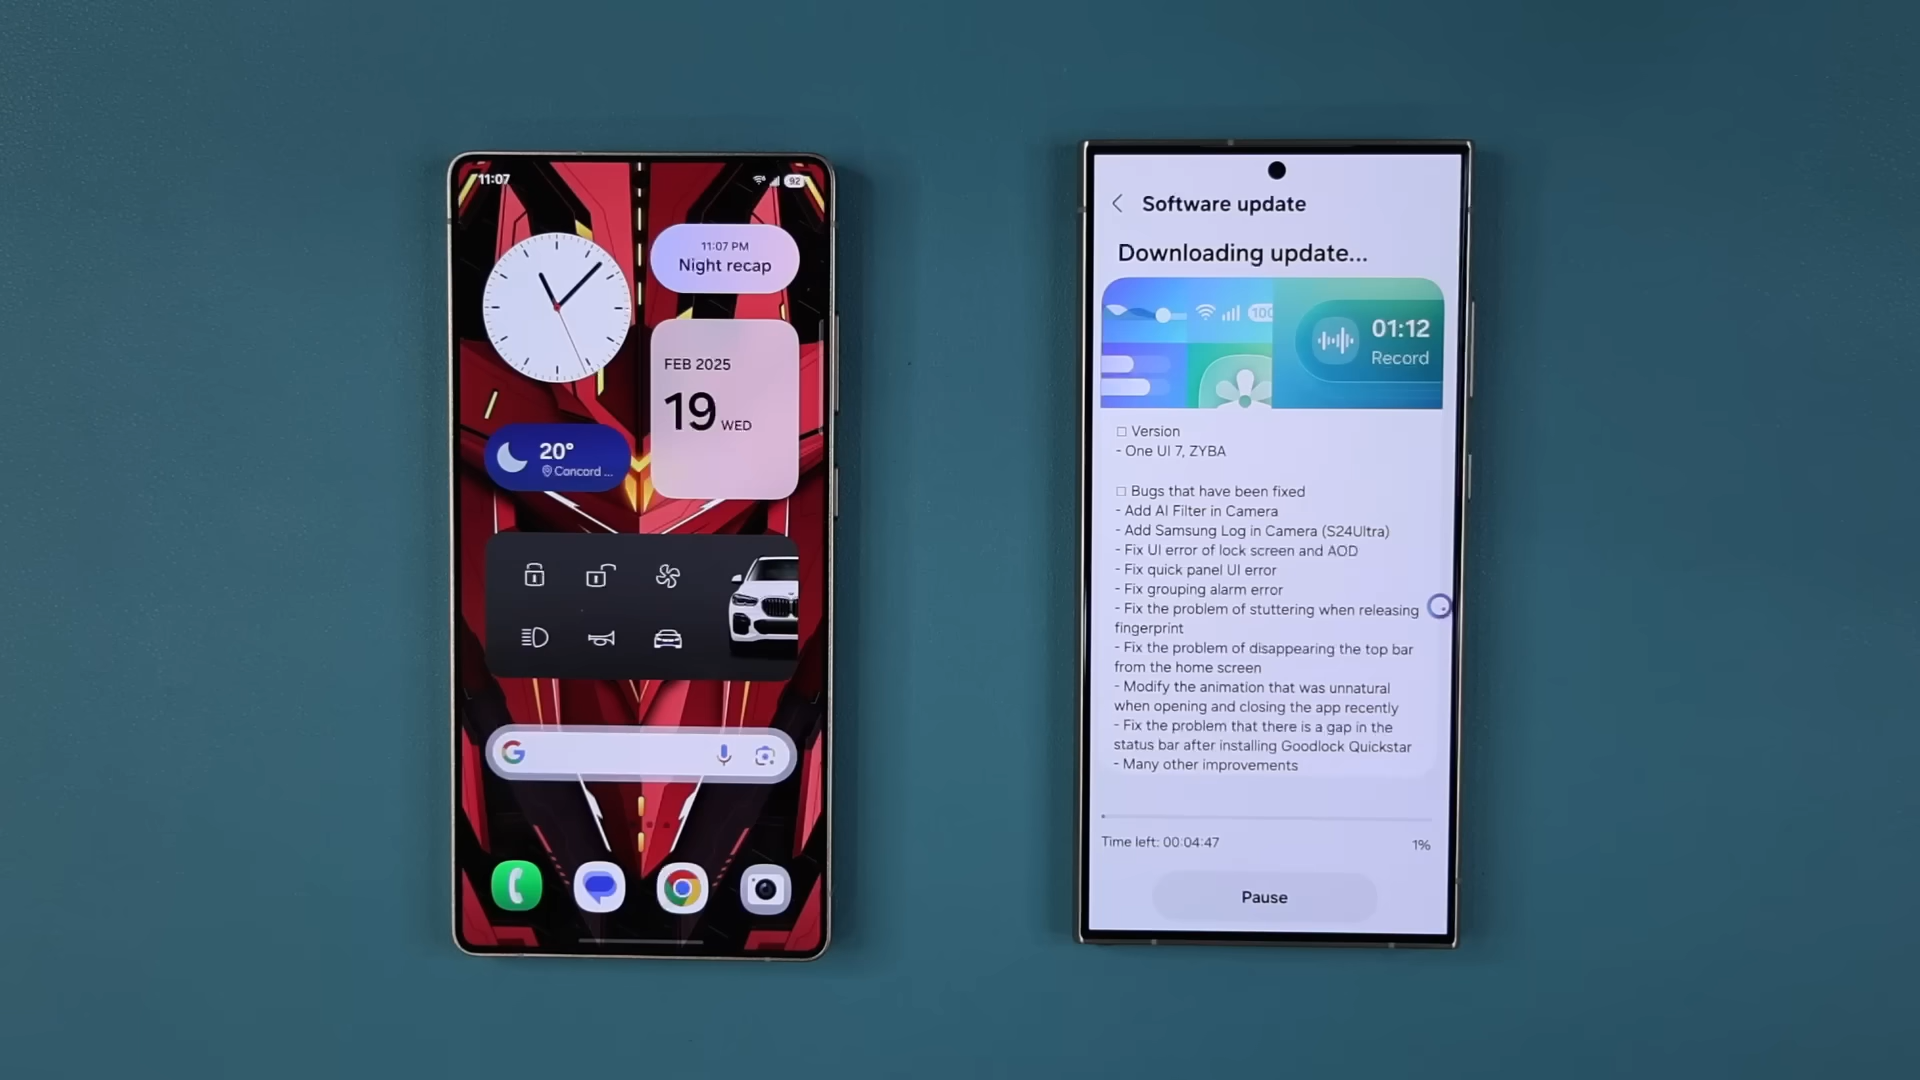 11:07
92
11:07 PM
Night recap
FEB 2025
19 WED
20°
Concord ...
G
Software update
Downloading update...
100
01:12
Record
□ Version
- One UI 7, ZYBA
□ Bugs that have been fixed
- Add AI Filter in Camera
- Add Samsung Log in Camera (S24Ultra)
- Fix UI error of lock screen and AOD
- Fix quick panel UI error
- Fix grouping alarm error
- Fix the problem of stuttering when releasing
fingerprint
- Fix the problem of disappearing the top bar
from the home screen
- Modify the animation that was unnatural
when opening and closing the app recently
- Fix the problem that there is a gap in the
status bar after installing Goodlock Quickstar
- Many other improvements
Time left: 00:04:47
1%
Pause